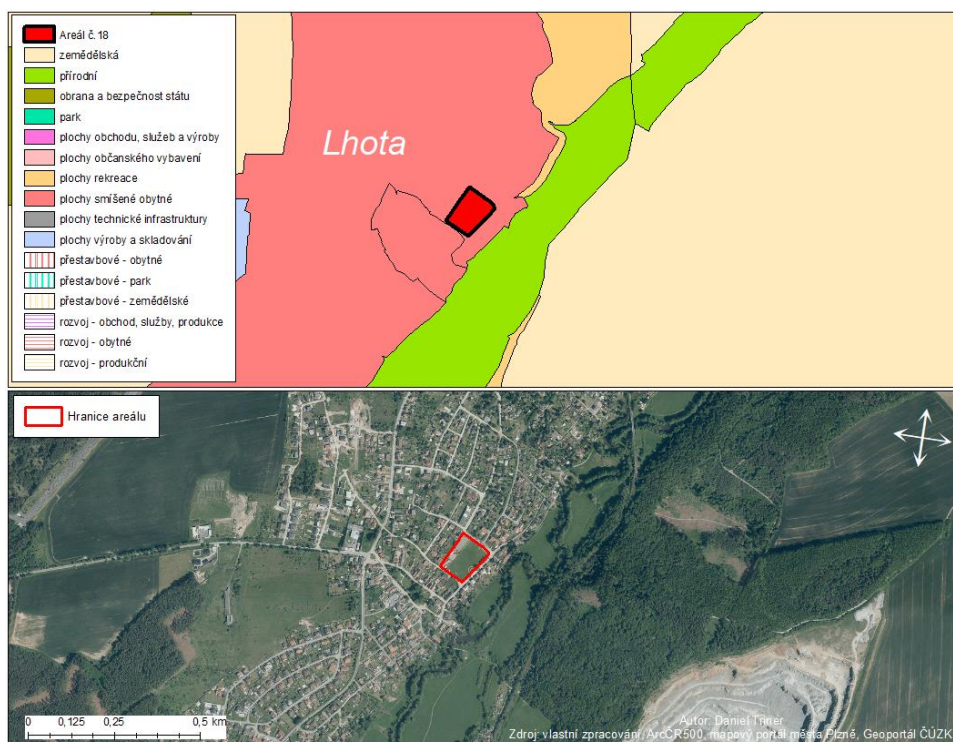 Areál č. 18
zemědělská
přírodní
obrana a bezpečnost státu
park
plochy obchodu, služeb a výroby
plochy občanského vybavení
plochy rekreace
plochy smíšené obytné
plochy technické infrastruktury
plochy výroby a skladování
přestavbové - obytné
přestavbové - park
přestavbové - zemědělské
rozvoj - obchod, služby, produkce
rozvoj - obytné
rozvoj - produkční
Lhota
Hranice areálu
0 0,125 0,25 0,5 km
Autor: Daniel Triner
Zdroj: vlastní zpracování, ArcCR500, mapový portál města Plzně, Geoportál ČÚZK